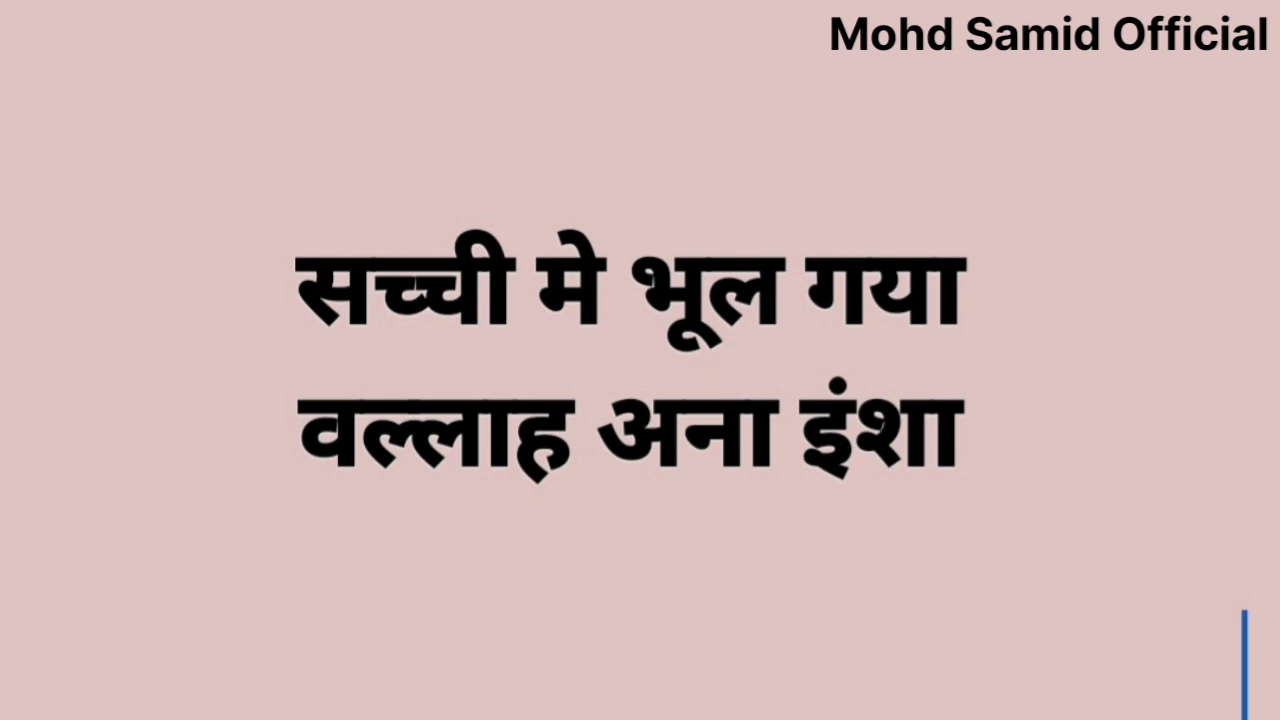 Mohd Samid Official
सच्ची मे भूल गया
वल्लाह अना इंशा